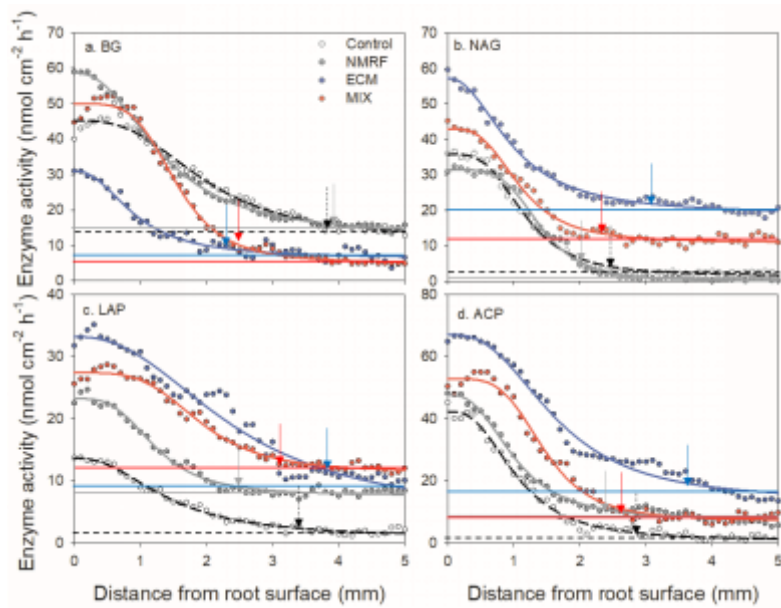 a. BG
Control
NMRF
ECM
MIX
b. NAG
Enzyme activity (nmol cm⁻² h⁻¹)
70
60
50
40
30
20
10
0
70
60
50
40
30
20
10
0
c. LAP
d. ACP
Enzyme activity (nmol cm⁻² h⁻¹)
40
30
20
10
0
80
60
40
20
0
0 1 2 3 4 5
0 1 2 3 4 5
Distance from root surface (mm)
Distance from root surface (mm)